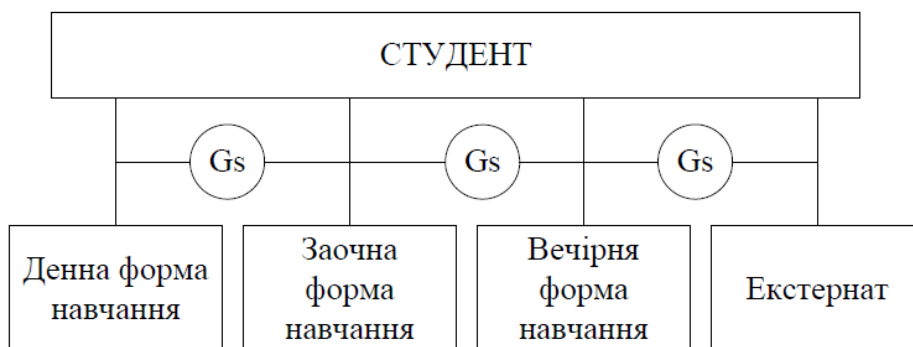 СТУДЕНТ
Gs
Gs
Gs
Денна форма
навчання
Заочна
форма
навчання
Вечірня
форма
навчання
Екстернат